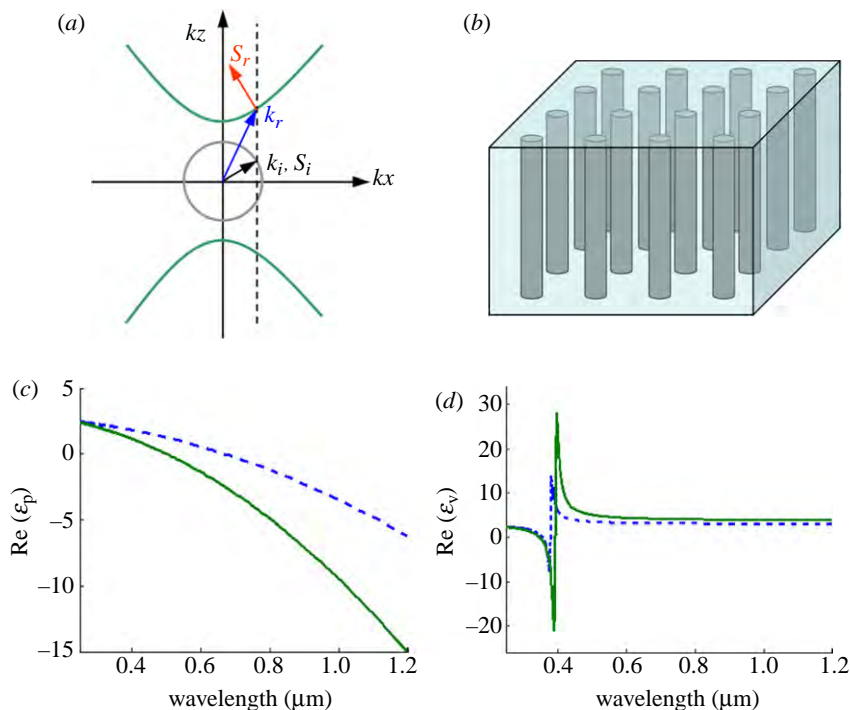 (a)
kz
S_r
k_r
k_i, S_i
kx
(b)
(c)
5
0
−5
−10
−15
Re (ε_p)
0.4 0.6 0.8 1.0 1.2
wavelength (μm)
(d)
30
20
10
0
−10
−20
Re (ε_v)
0.4 0.6 0.8 1.0 1.2
wavelength (μm)